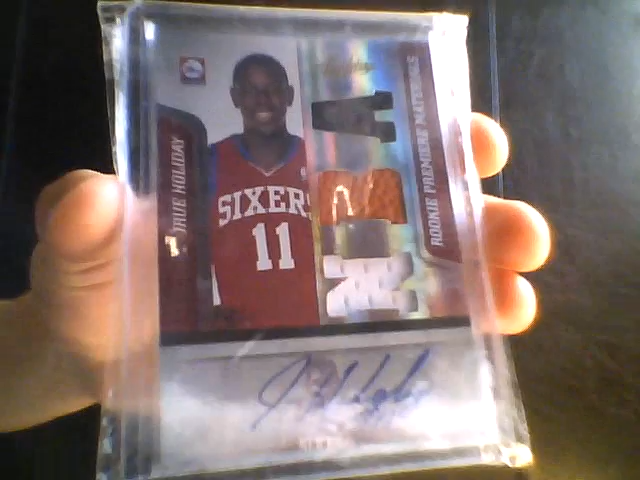 JRUE HOLIDAY
SIXERS
11
ROOKIE PREMIERE MATERIALS